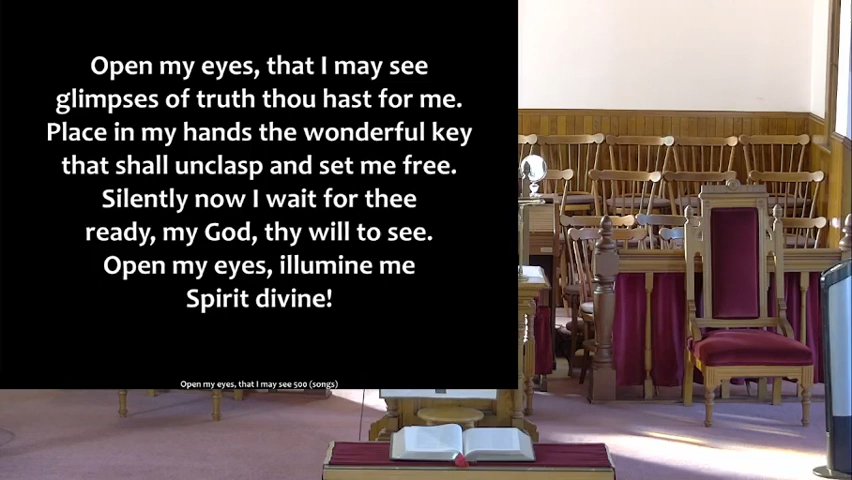 Open my eyes, that I may see
glimpses of truth thou hast for me.
Place in my hands the wonderful key
that shall unclasp and set me free.
Silently now I wait for thee
ready, my God, thy will to see.
Open my eyes, illumine me
Spirit divine!
Open my eyes, that I may see 500 (songs)